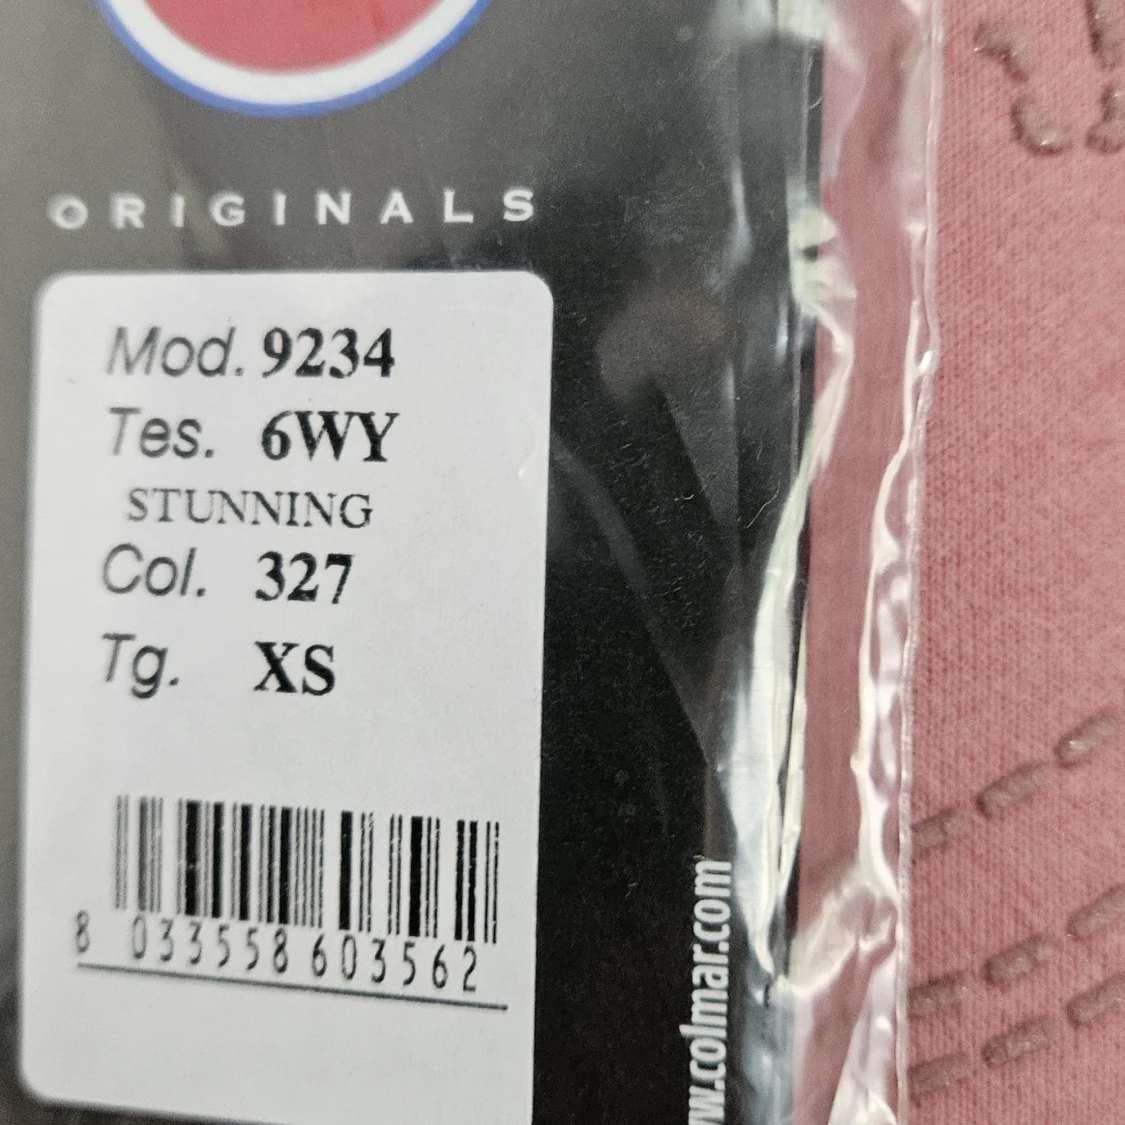 ORIGINALS
Mod. 9234
Tes. 6WY
STUNNING
Col. 327
Tg. XS
8 033558 603562
w.colmar.com